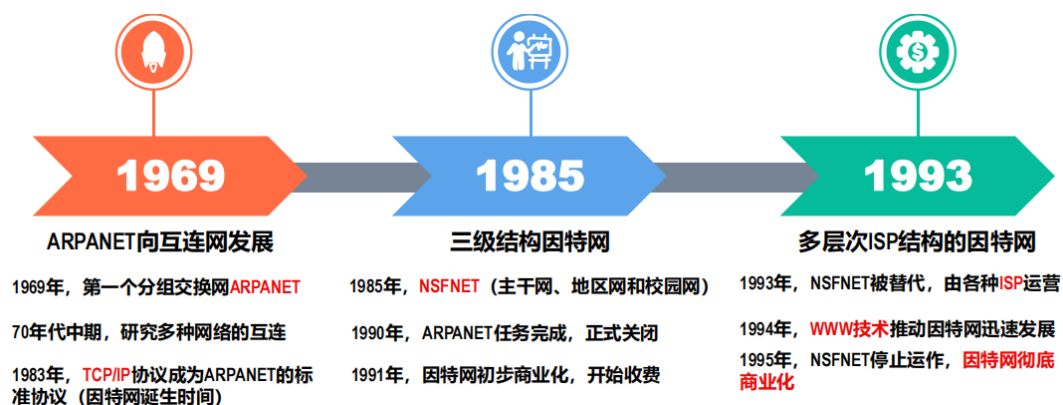 1969
ARPANET向互连网发展
1969年，第一个分组交换网ARPANET
70年代中期，研究多种网络的互连
1983年，TCP/IP协议成为ARPANET的标
准协议（因特网诞生时间）
1985
三级结构因特网
1985年，NSFNET（主干网、地区网和校园网）
1990年，ARPANET任务完成，正式关闭
1991年，因特网初步商业化，开始收费
1993
多层次ISP结构的因特网
1993年，NSFNET被替代，由各种ISP运营
1994年，WWW技术推动因特网迅速发展
1995年，NSFNET停止运作，因特网彻底
商业化